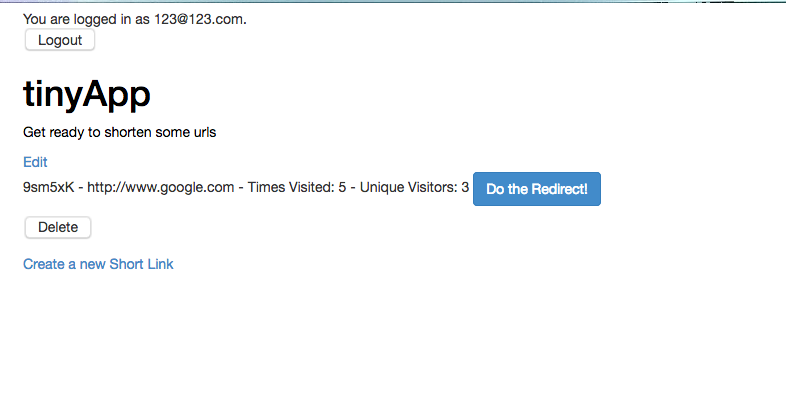 You are logged in as 123@123.com.
Logout
tinyApp
Get ready to shorten some urls
Edit
9sm5xK - http://www.google.com - Times Visited: 5 - Unique Visitors: 3 Do the Redirect!
Delete
Create a new Short Link